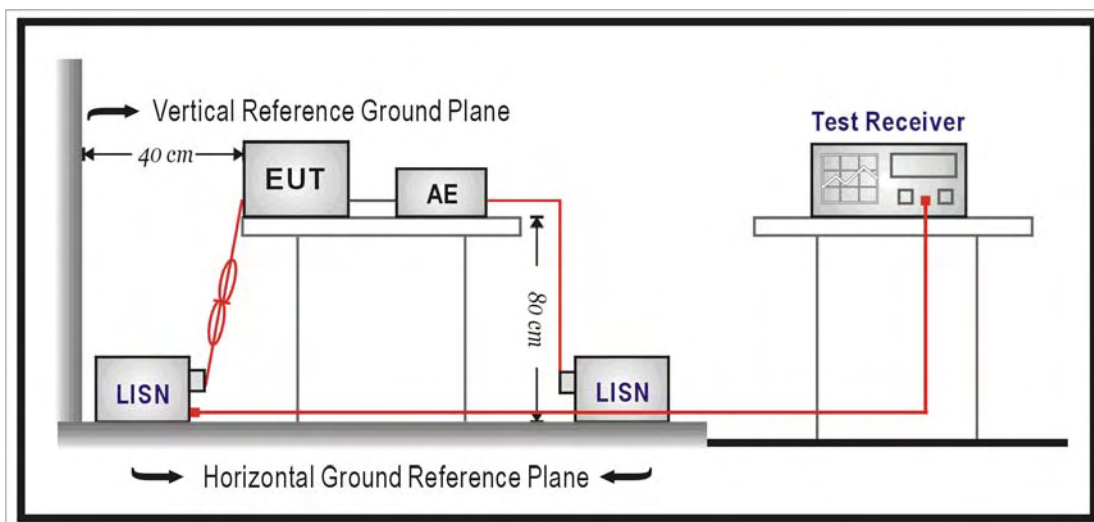 Vertical Reference Ground Plane
40 cm
EUT
AE
Test Receiver
80 cm
LISN
LISN
Horizontal Ground Reference Plane